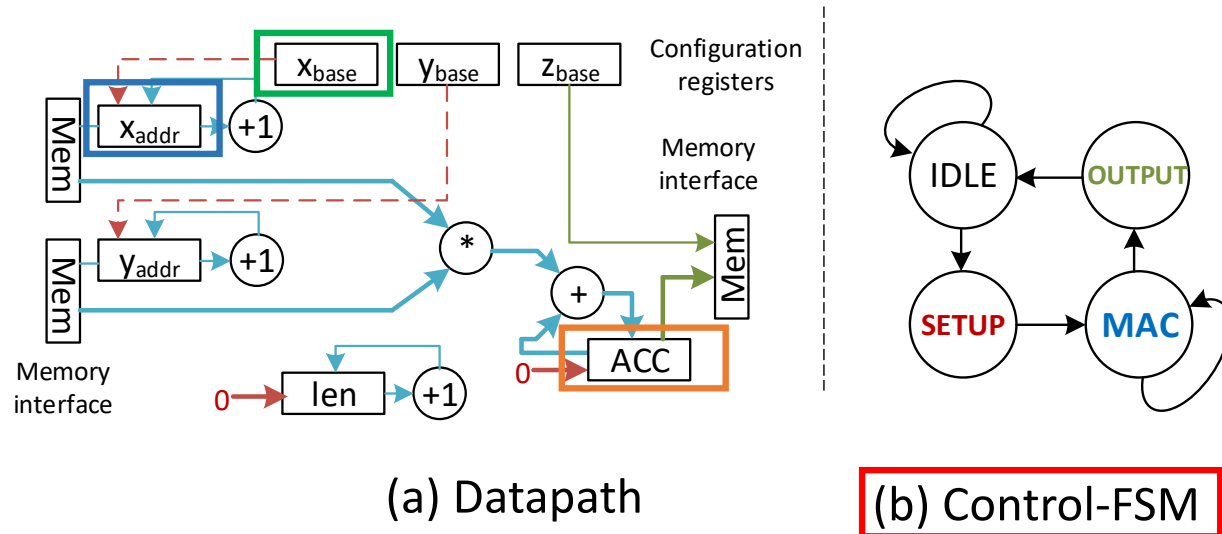 xbase
ybase
zbase
Configuration
registers
Mem
xaddr
+1
Memory
interface
Mem
yaddr
+1
*
+
Mem
Memory
interface
0
len
+1
0
ACC
(a) Datapath
IDLE
OUTPUT
SETUP
MAC
(b) Control-FSM